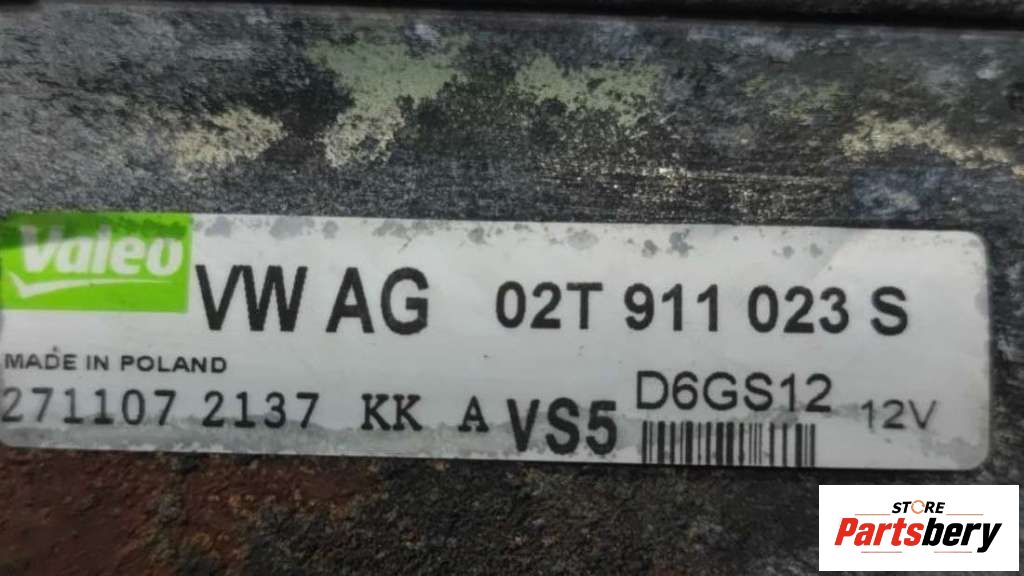 Valeo
VW AG 02T 911 023 S
MADE IN POLAND
271107 2137 KK A VS5 D6GS12 12V
STORE
Partsbery